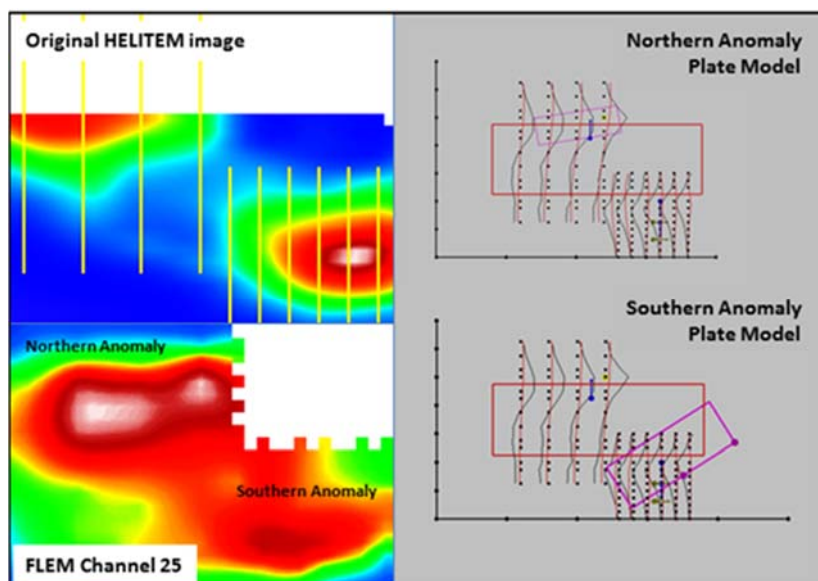 Original HELITEM image
Northern Anomaly
Plate Model
Northern Anomaly
Southern Anomaly
FLEM Channel 25
Southern Anomaly
Plate Model